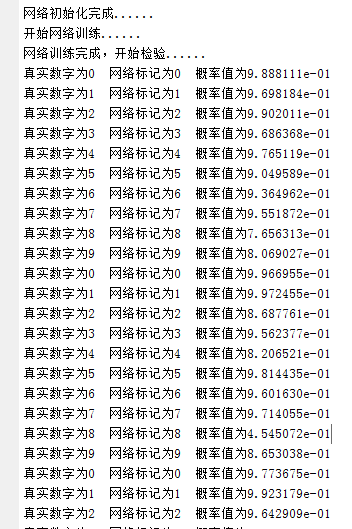 网络初始化完成......
开始网络训练......
网络训练完成，开始检验......
真实数字为0 网络标记为0 概率值为9.888111e-01
真实数字为1 网络标记为1 概率值为9.698184e-01
真实数字为2 网络标记为2 概率值为9.902011e-01
真实数字为3 网络标记为3 概率值为9.686368e-01
真实数字为4 网络标记为4 概率值为9.765119e-01
真实数字为5 网络标记为5 概率值为9.049589e-01
真实数字为6 网络标记为6 概率值为9.364962e-01
真实数字为7 网络标记为7 概率值为9.551872e-01
真实数字为8 网络标记为8 概率值为7.656313e-01
真实数字为9 网络标记为9 概率值为8.069027e-01
真实数字为0 网络标记为0 概率值为9.966955e-01
真实数字为1 网络标记为1 概率值为9.972455e-01
真实数字为2 网络标记为2 概率值为8.687761e-01
真实数字为3 网络标记为3 概率值为9.562377e-01
真实数字为4 网络标记为4 概率值为8.206521e-01
真实数字为5 网络标记为5 概率值为9.814435e-01
真实数字为6 网络标记为6 概率值为9.601630e-01
真实数字为7 网络标记为7 概率值为9.714055e-01
真实数字为8 网络标记为8 概率值为4.545072e-01
真实数字为9 网络标记为9 概率值为8.653038e-01
真实数字为0 网络标记为0 概率值为9.773675e-01
真实数字为1 网络标记为1 概率值为9.923179e-01
真实数字为2 网络标记为2 概率值为9.642909e-01